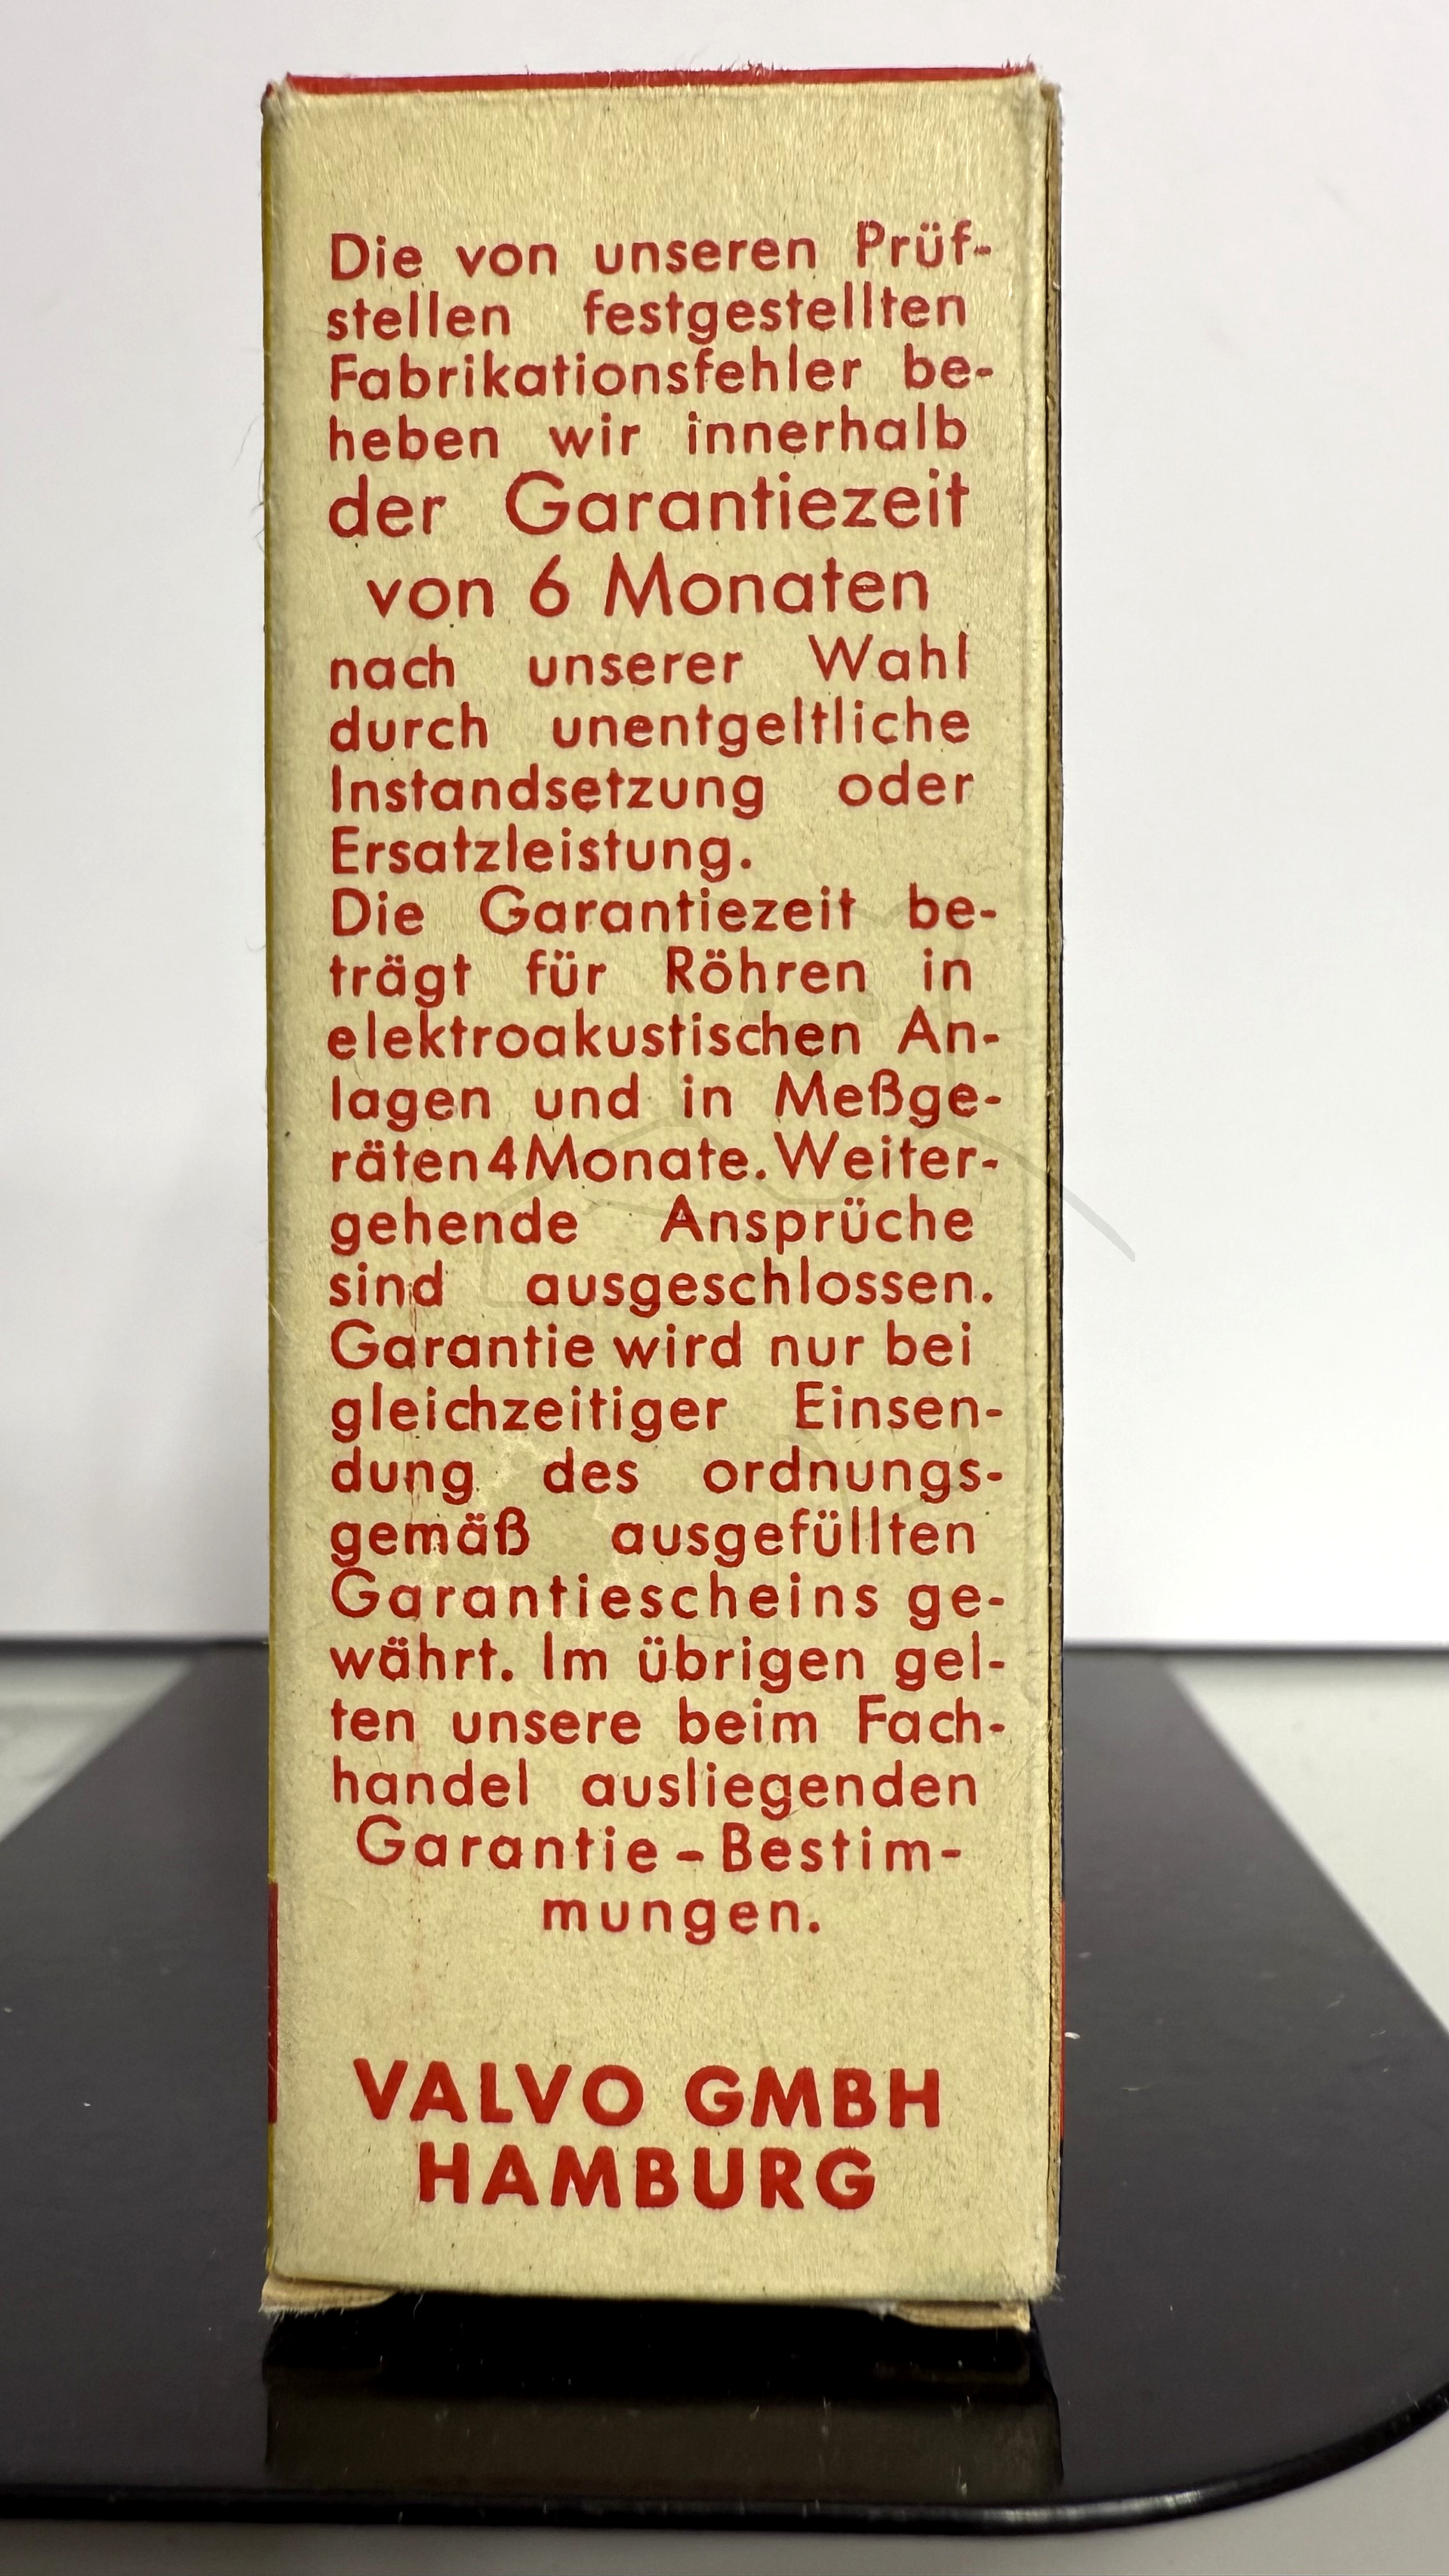 Die von unseren Prüf-
stellen festgestellten
Fabrikationsfehler be-
heben wir innerhalb
der Garantiezeit
von 6 Monaten
nach unserer Wahl
durch unentgeltliche
Instandsetzung oder
Ersatzleistung.
Die Garantiezeit be-
trägt für Röhren in
elektroakustischen An-
lagen und in Meßge-
räten 4 Monate. Weiter-
gehende Ansprüche
sind ausgeschlossen.
Garantie wird nur bei
gleichzeitiger Einsen-
dung des ordnungs-
gemäß ausgefüllten
Garantiescheins ge-
währt. Im übrigen gel-
ten unsere beim Fach-
handel ausliegenden
Garantie-Bestim-
mungen.
VALVO GMBH
HAMBURG